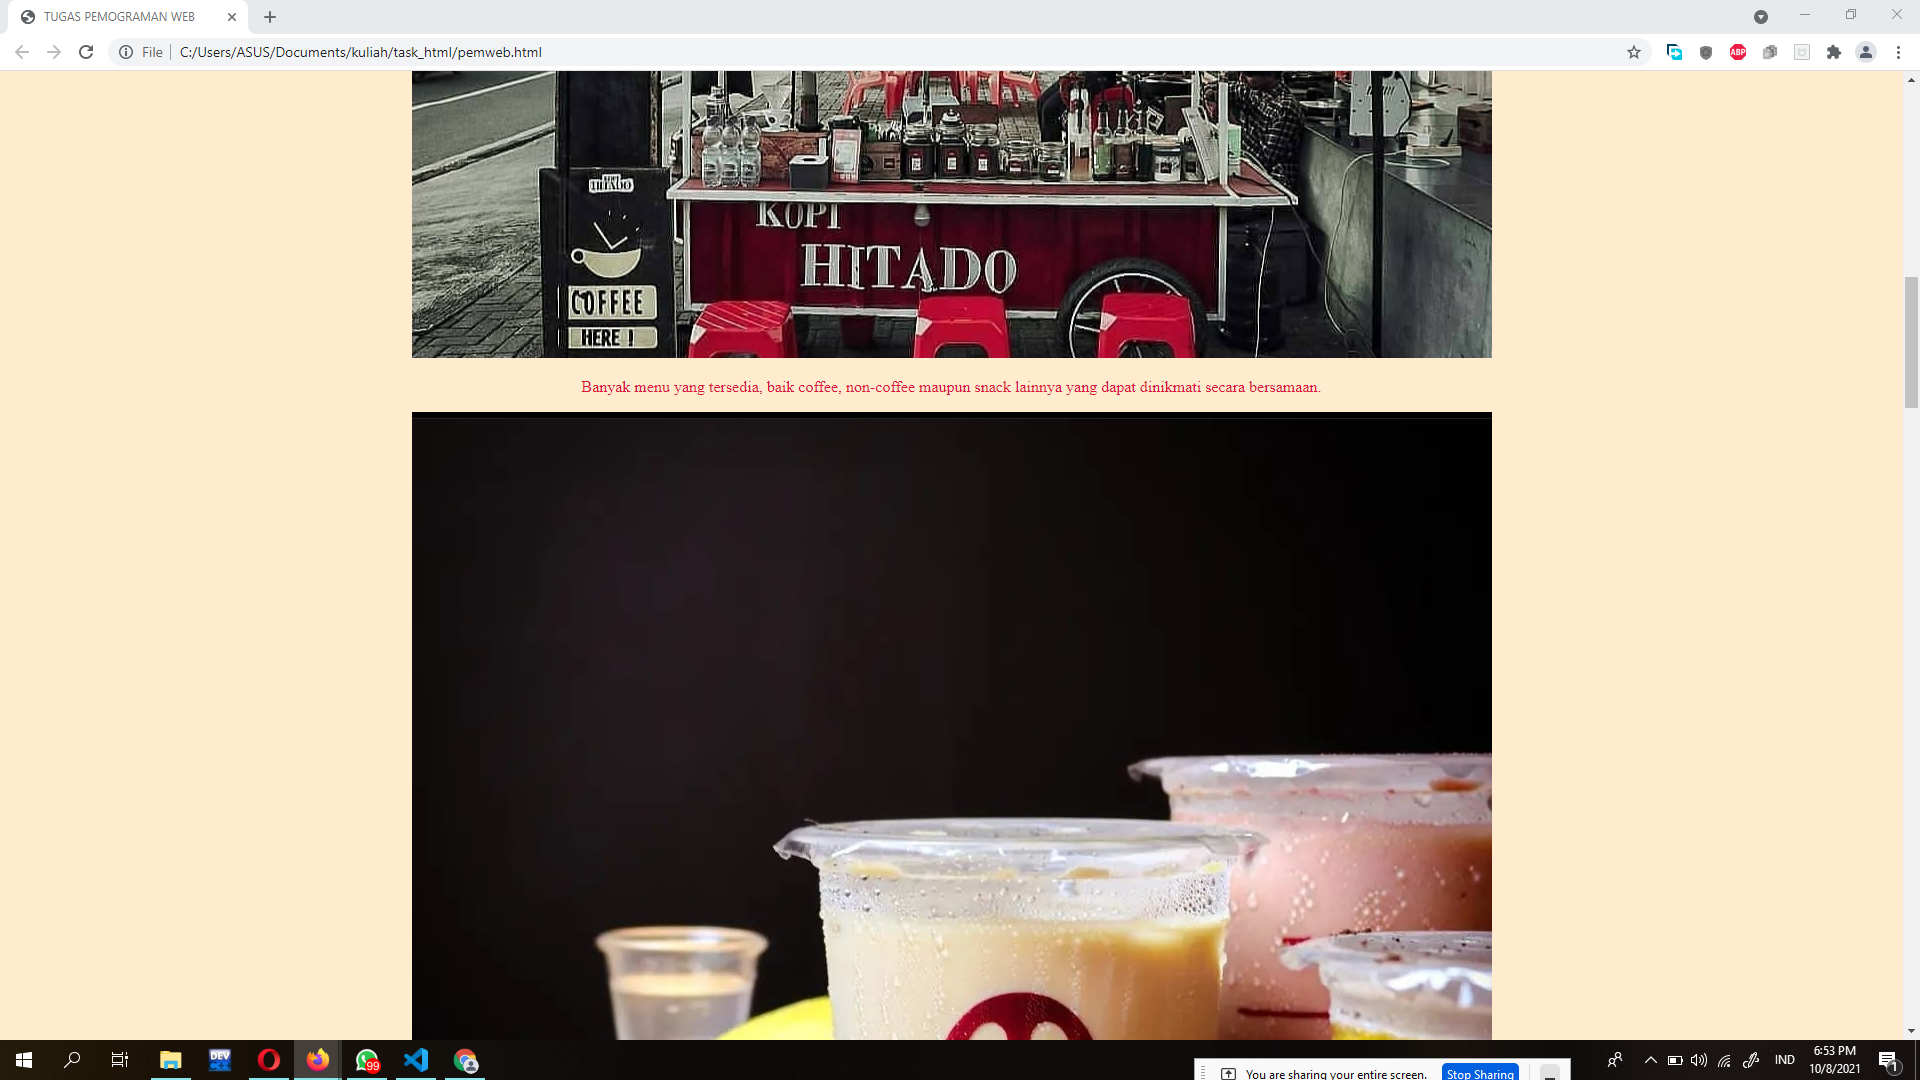 TUGAS PEMOGRAMAN WEB
File
C:/Users/ASUS/Documents/kuliah/task_html/pemweb.html
ABP
HITADO
COFFEE
HERE !
KOPI
HITADO
Banyak menu yang tersedia, baik coffee, non-coffee maupun snack lainnya yang dapat dinikmati secara bersamaan.
DEV
99
You are sharing your entire screen.
Stop Sharing
IND
6:53 PM
10/8/2021
1